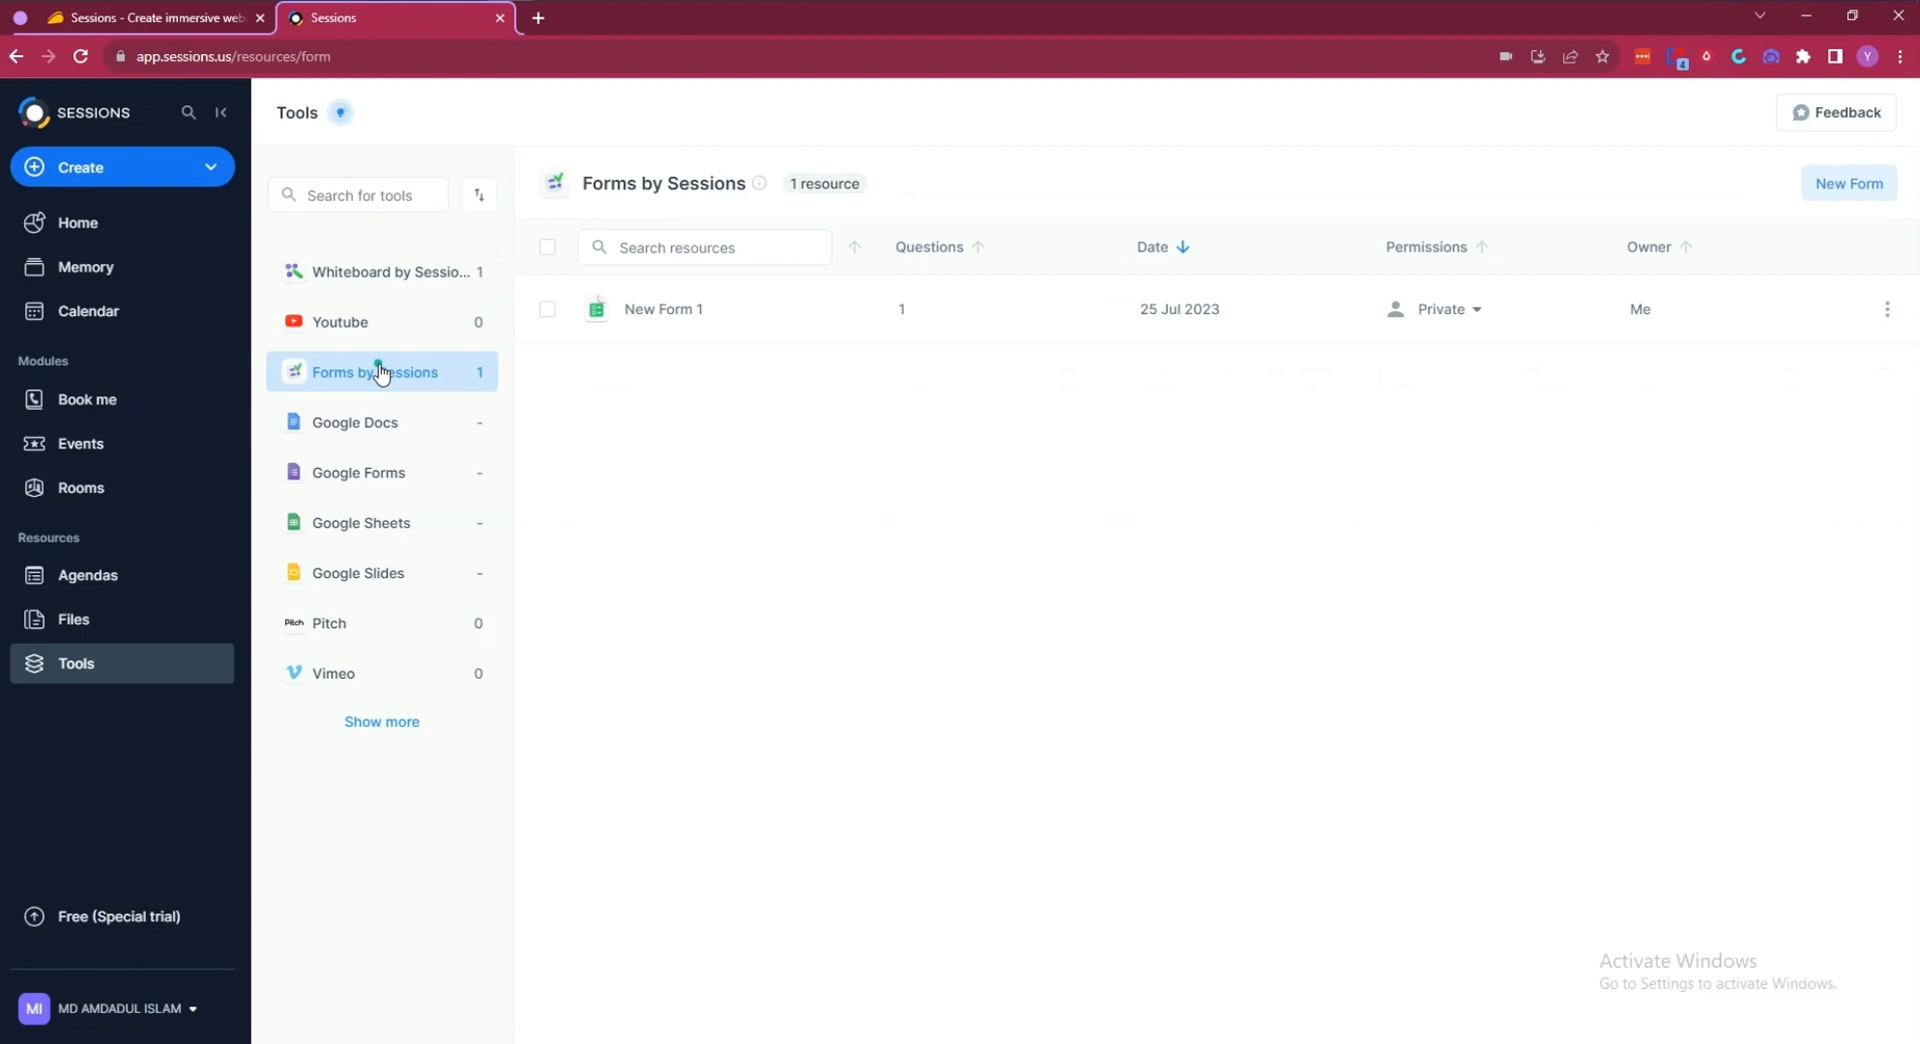 Sessions - Create immersive web
Sessions
app.sessions.us/resources/form
4
Y
SESSIONS
Tools
Feedback
Create
Search for tools
Forms by Sessions
1 resource
New Form
Home
Search resources
Questions
Date
Permissions
Owner
Memory
Whiteboard by Sessio... 1
Calendar
New Form 1
1
25 Jul 2023
Private
Me
Youtube 0
Modules
Forms by Sessions 1
Book me
Google Docs -
Events
Google Forms -
Rooms
Google Sheets -
Resources
Agendas
Google Slides -
Files
Pitch Pitch 0
Tools
Vimeo 0
Show more
Free (Special trial)
Activate Windows
Go to Settings to activate Windows.
MI MD AMDADUL ISLAM